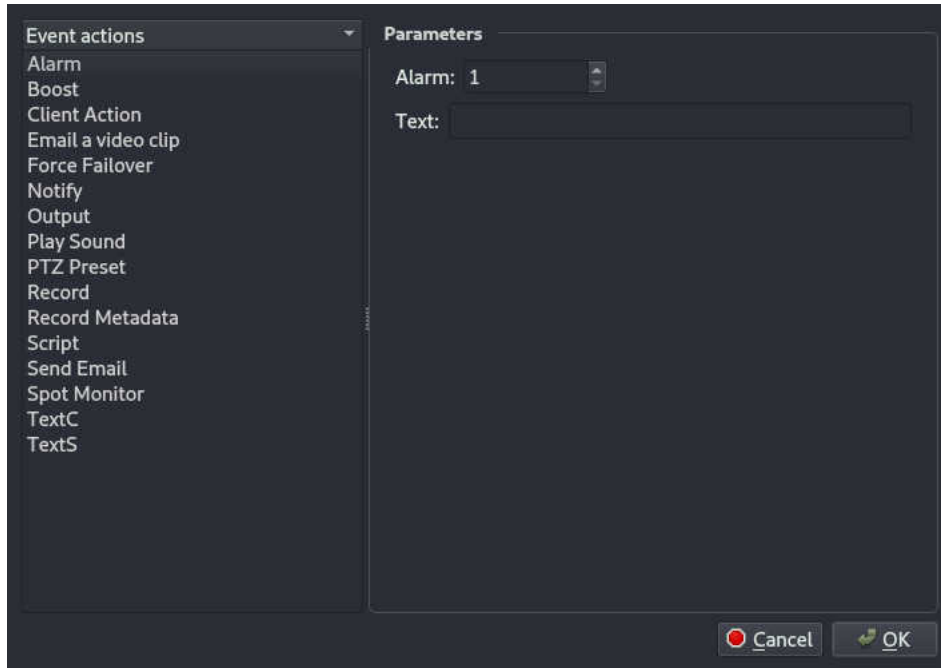 Event actions
Alarm
Boost
Client Action
Email a video clip
Force Failover
Notify
Output
Play Sound
PTZ Preset
Record
Record Metadata
Script
Send Email
Spot Monitor
TextC
TextS
Parameters
Alarm: 1
Text:
Cancel
OK